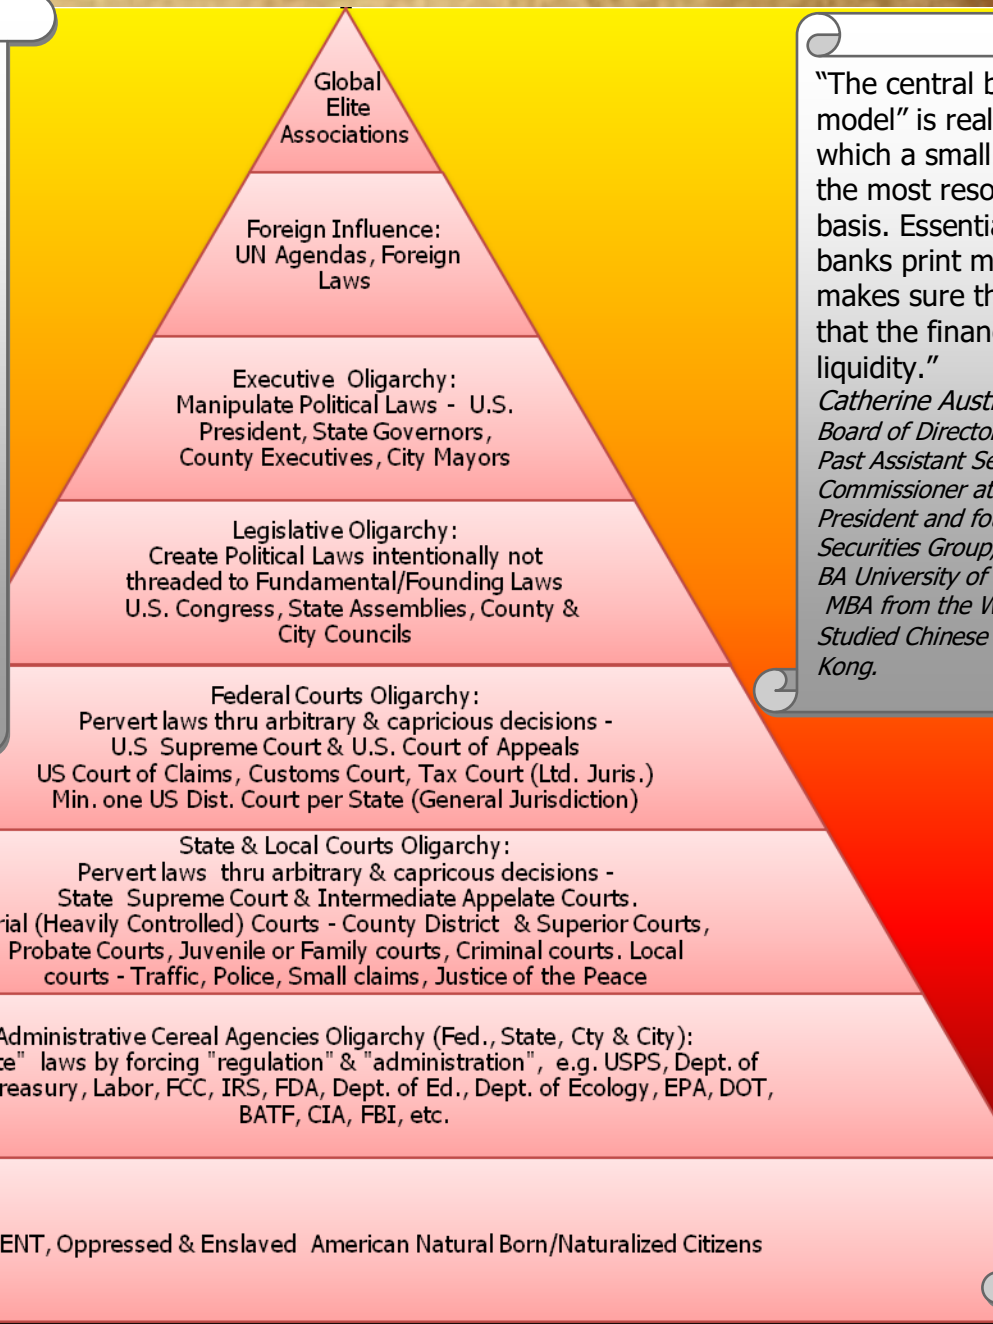 Global
Elite
Associations
Foreign Influence:
UN Agendas, Foreign
Laws
Executive Oligarchy:
Manipulate Political Laws - U.S.
President, State Governors,
County Executives, City Mayors
Legislative Oligarchy:
Create Political Laws intentionally not
threaded to Fundamental/Founding Laws
U.S. Congress, State Assemblies, County &
City Councils
Federal Courts Oligarchy:
Pervert laws thru arbitrary & capricious decisions -
U.S Supreme Court & U.S. Court of Appeals
US Court of Claims, Customs Court, Tax Court (Ltd. Juris.)
Min. one US Dist. Court per State (General Jurisdiction)
State & Local Courts Oligarchy:
Pervert laws thru arbitrary & capricous decisions -
State Supreme Court & Intermediate Appelate Courts.
rial (Heavily Controlled) Courts - County District & Superior Courts,
Probate Courts, Juvenile or Family courts, Criminal courts. Local
courts - Traffic, Police, Small claims, Justice of the Peace
Administrative Cereal Agencies Oligarchy (Fed., State, Cty & City):
te" laws by forcing "regulation" & "administration", e.g. USPS, Dept. of
reasury, Labor, FCC, IRS, FDA, Dept. of Ed., Dept. of Ecology, EPA, DOT,
BATF, CIA, FBI, etc.
ENT, Oppressed & Enslaved American Natural Born/Naturalized Citizens
“The central b
model” is real
which a small
the most reso
basis. Essentia
banks print m
makes sure th
that the financ
liquidity.”
Catherine Austi
Board of Director
Past Assistant Se
Commissioner at
President and fou
Securities Group,
BA University of
MBA from the W
Studied Chinese
Kong.